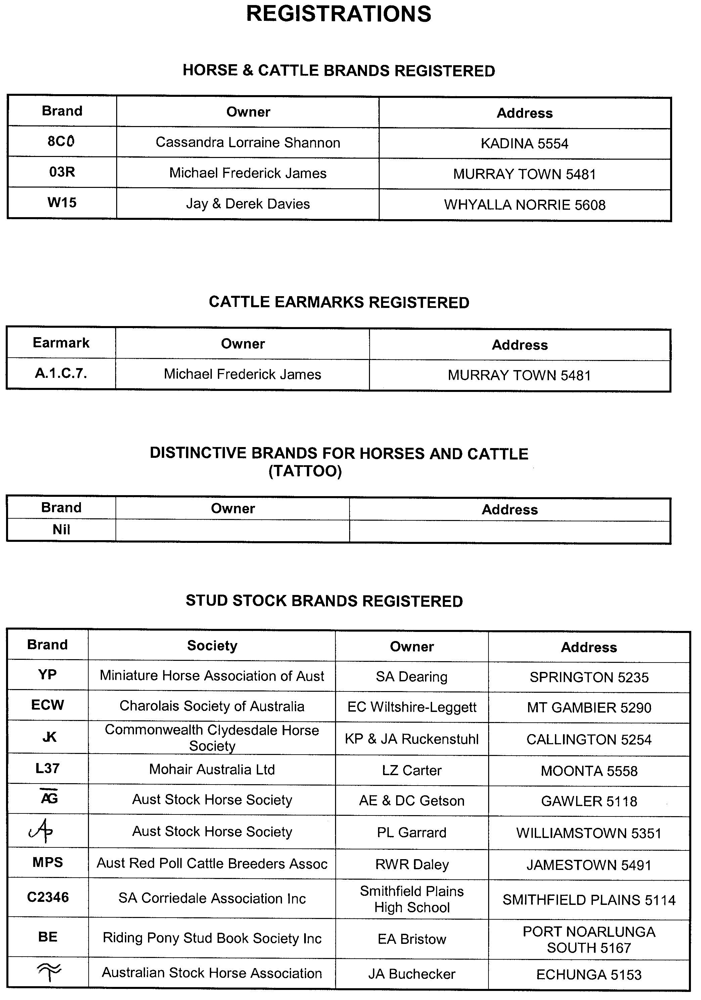 REGISTRATIONS
HORSE & CATTLE BRANDS REGISTERED
Brand Owner Address
8C0 Cassandra Lorraine Shannon KADINA 5554
03R Michael Frederick James MURRAY TOWN 5481
W15 Jay & Derek Davies WHYALLA NORRIE 5608
CATTLE EARMARKS REGISTERED
Earmark Owner Address
A.1.C.7. Michael Frederick James MURRAY TOWN 5481
DISTINCTIVE BRANDS FOR HORSES AND CATTLE
(TATTOO)
Brand Owner Address
Nil
STUD STOCK BRANDS REGISTERED
Brand Society Owner Address
YP Miniature Horse Association of Aust SA Dearing SPRINGTON 5235
ECW Charolais Society of Australia EC Wiltshire-Leggett MT GAMBIER 5290
JK Commonwealth Clydesdale Horse
Society KP & JA Ruckenstuhl CALLINGTON 5254
L37 Mohair Australia Ltd LZ Carter MOONTA 5558
AG Aust Stock Horse Society AE & DC Getson GAWLER 5118
Aust Stock Horse Society PL Garrard WILLIAMSTOWN 5351
MPS Aust Red Poll Cattle Breeders Assoc RWR Daley JAMESTOWN 5491
C2346 SA Corriedale Association Inc Smithfield Plains
High School SMITHFIELD PLAINS 5114
BE Riding Pony Stud Book Society Inc EA Bristow PORT NOARLUNGA
SOUTH 5167
Australian Stock Horse Association JA Buchecker ECHUNGA 5153